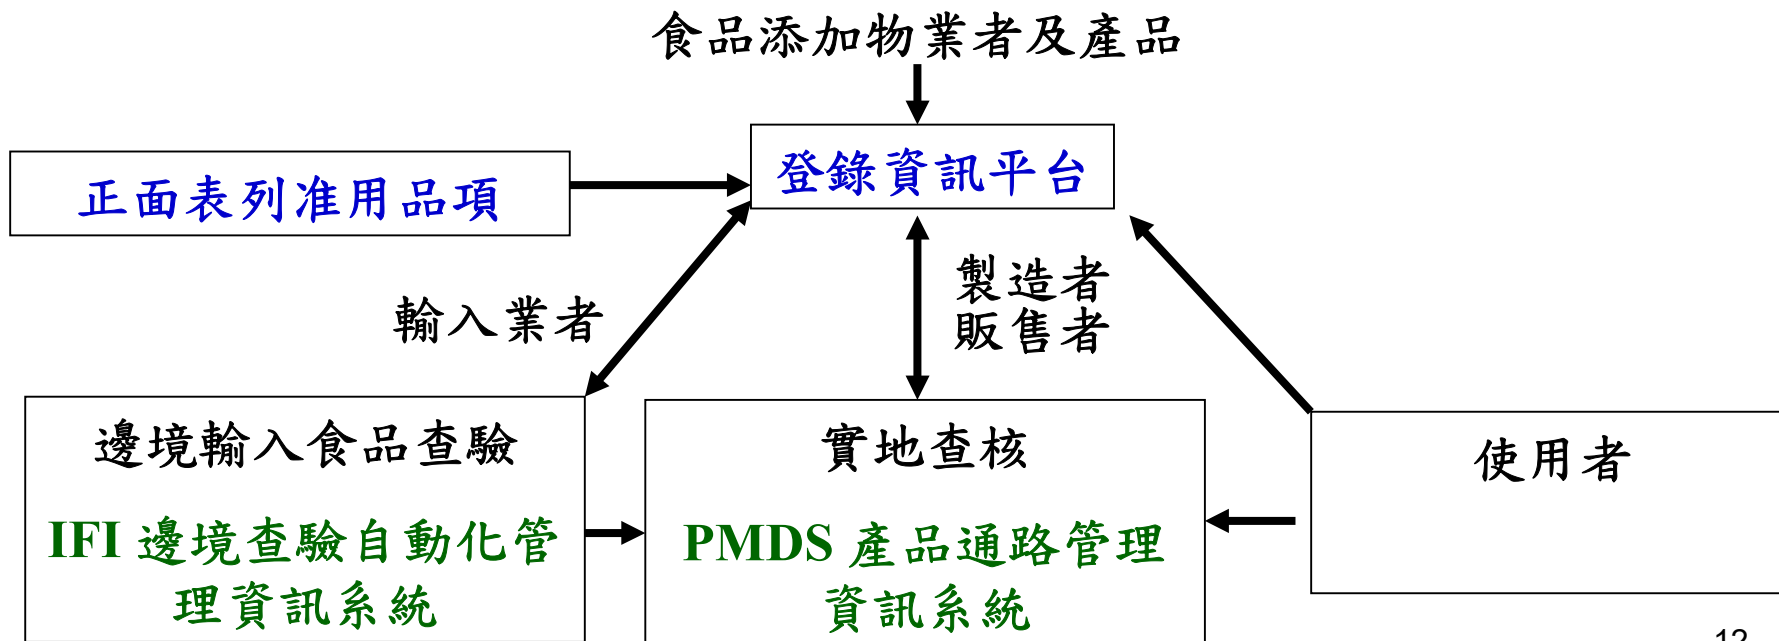 食品添加物業者及產品
登錄資訊平台
正面表列准用品項
輸入業者
製造者
販售者
邊境輸入食品查驗
IFI 邊境查驗自動化管
理資訊系統
實地查核
PMDS 產品通路管理
資訊系統
使用者
12